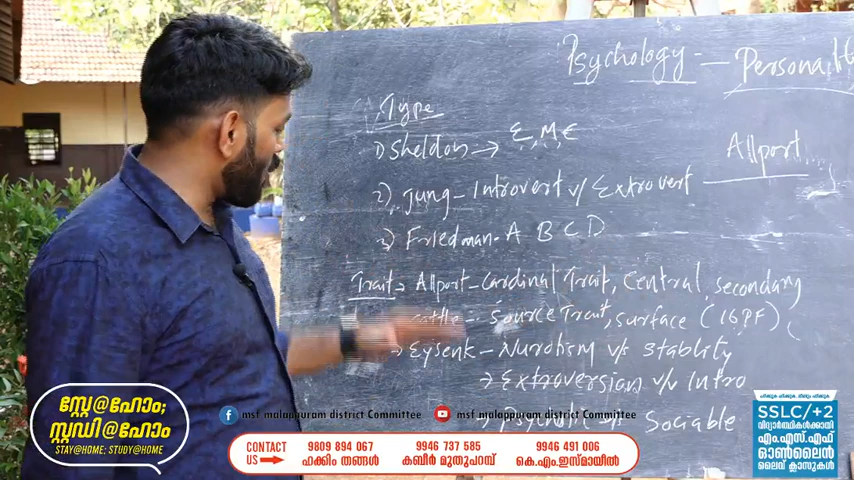 Psychology — Personalit
Type
1) Sheldon → E, M, E
Allport
2) Jung - Introvert v/s Extrovert
3) Friedman - A B C D
Trait → Allport - Cardinal Trait, Central, secondary
Source Trait, surface (16PF)
→ Eysenk - Nurotism v/s stablity
→ Extroversian v/s Intro
→ v/s Sociable
സ്റ്റേ@ഹോം;
സ്റ്റഡി@ഹോം
STAY@HOME: STUDY@HOME
msf malappuram district Committee
msf malappuram district Committee
CONTACT US
9809 894 067
ഹക്കിം തങ്ങൾ
9946 737 585
കബീർ മുതുപറമ്പ്
9946 491 006
കെ.എം.ഇസ്മായീൽ
SSLC/+2
വിദ്യാർത്ഥികൾക്കായി
എം.എസ്.എഫ്
ഓൺലൈൻ
ലൈവ് ക്ലാസുകൾ